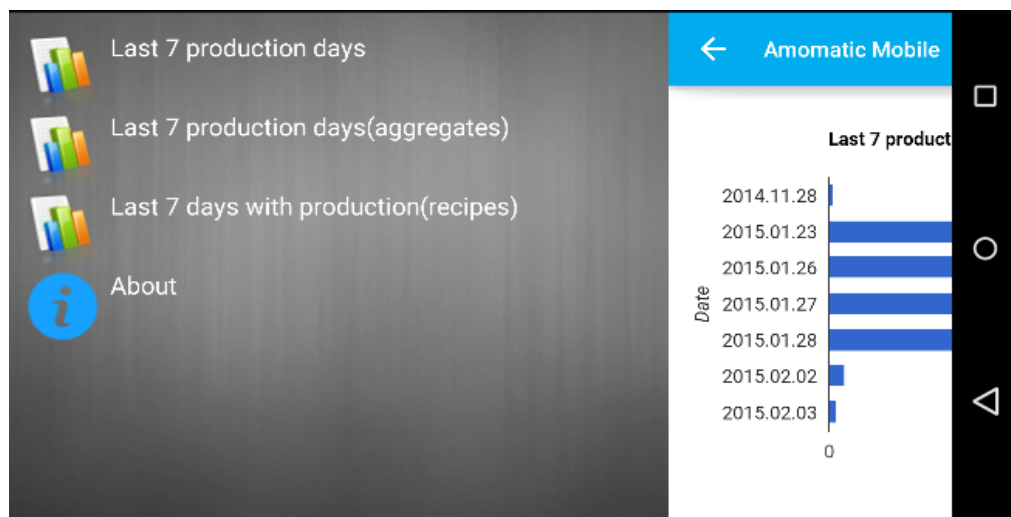 Last 7 production days
Last 7 production days(aggregates)
Last 7 days with production(recipes)
About
Amomatic Mobile
Last 7 product
2014.11.28
2015.01.23
2015.01.26
2015.01.27
2015.01.28
2015.02.02
2015.02.03
Date
0